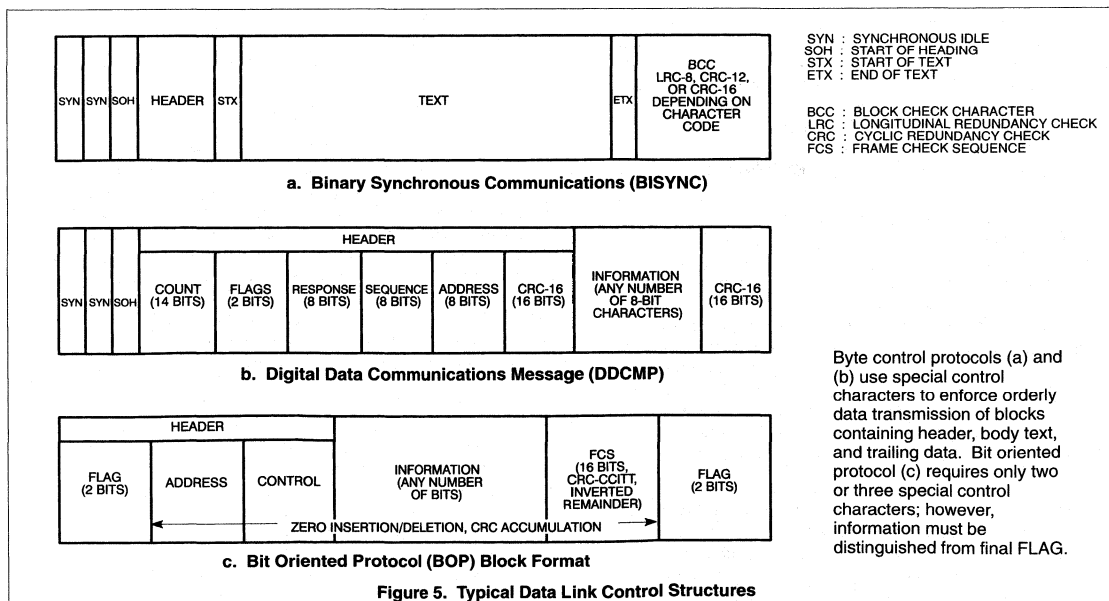 SYN SYN SOH HEADER STX TEXT ETX
BCC
LRC-8, CRC-12,
OR CRC-16
DEPENDING ON
CHARACTER
CODE
SYN : SYNCHRONOUS IDLE
SOH : START OF HEADING
STX : START OF TEXT
ETX : END OF TEXT
BCC : BLOCK CHECK CHARACTER
LRC : LONGITUDINAL REDUNDANCY CHECK
CRC : CYCLIC REDUNDANCY CHECK
FCS : FRAME CHECK SEQUENCE
a. Binary Synchronous Communications (BISYNC)
HEADER
SYN SYN SOH
COUNT
(14 BITS)
FLAGS
(2 BITS)
RESPONSE
(8 BITS)
SEQUENCE
(8 BITS)
ADDRESS
(8 BITS)
CRC-16
(16 BITS)
INFORMATION
(ANY NUMBER
OF 8-BIT
CHARACTERS)
CRC-16
(16 BITS)
b. Digital Data Communications Message (DDCMP)
HEADER
FLAG
(2 BITS)
ADDRESS
CONTROL
INFORMATION
(ANY NUMBER
OF BITS)
FCS
(16 BITS,
CRC-CCITT,
INVERTED
REMAINDER)
FLAG
(2 BITS)
ZERO INSERTION/DELETION, CRC ACCUMULATION
c. Bit Oriented Protocol (BOP) Block Format
Byte control protocols (a) and
(b) use special control
characters to enforce orderly
data transmission of blocks
containing header, body text,
and trailing data. Bit oriented
protocol (c) requires only two
or three special control
characters; however,
information must be
distinguished from final FLAG.
Figure 5. Typical Data Link Control Structures